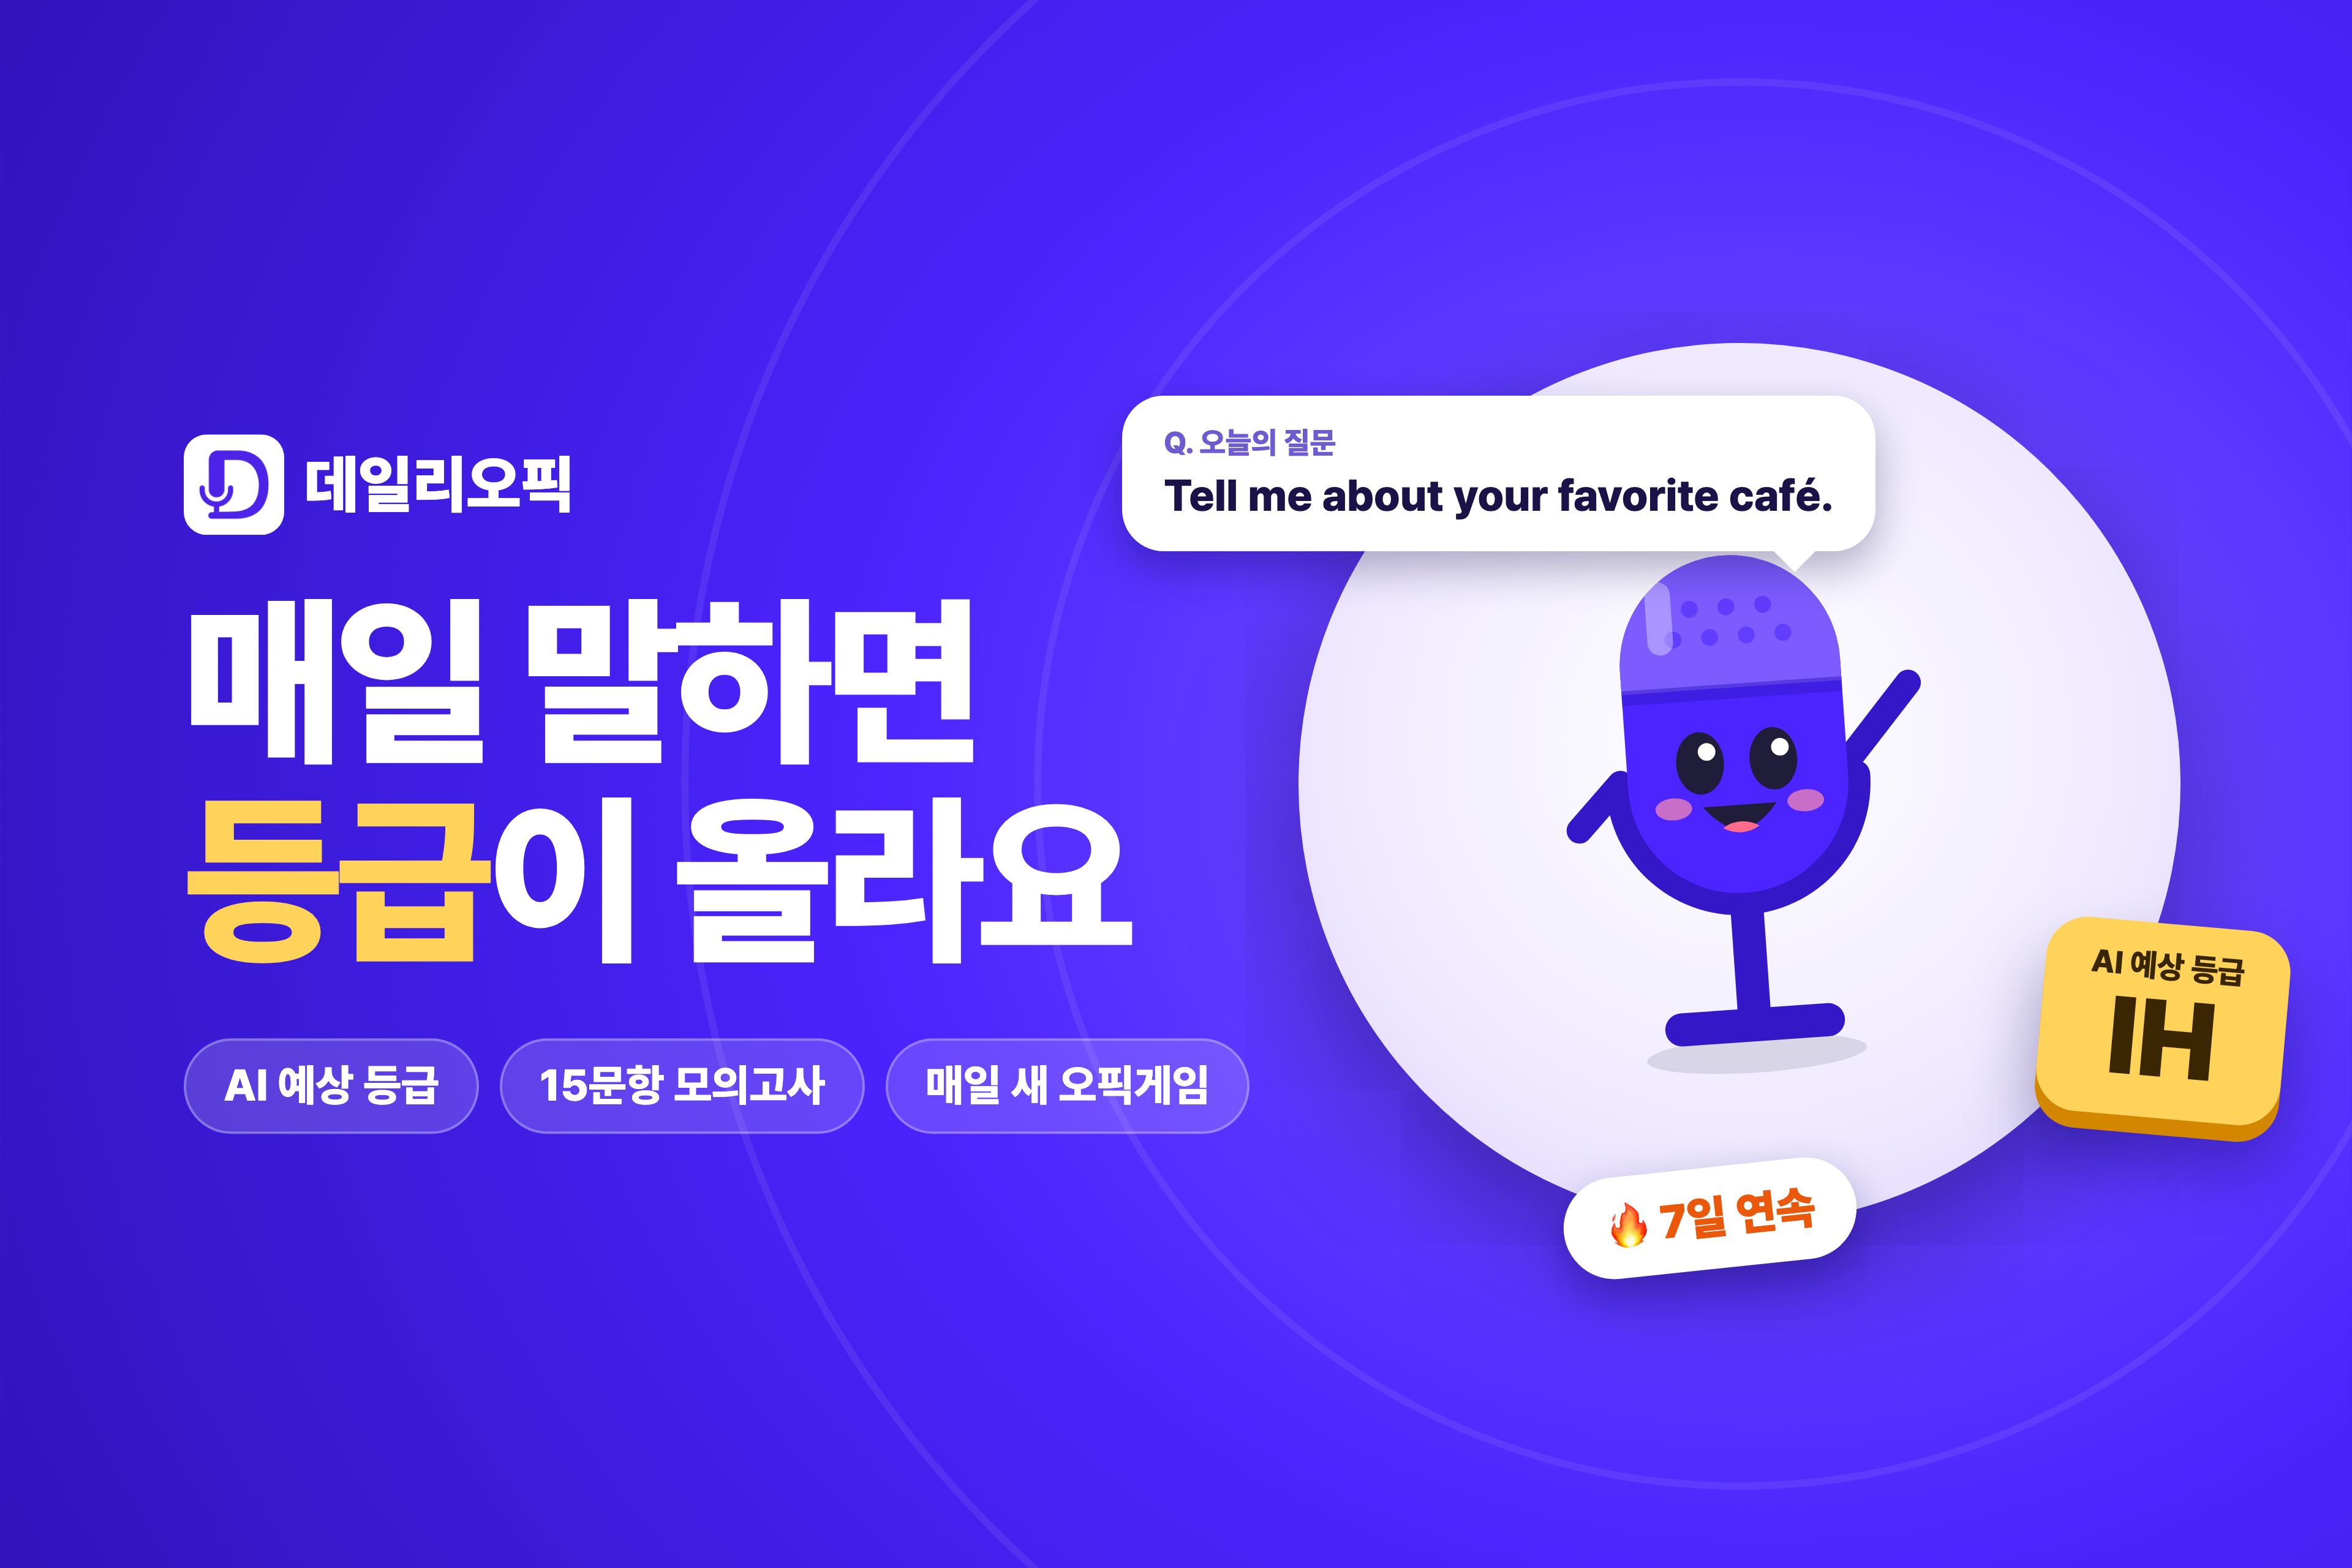 데일리오픽
매일 말하면
등급이 올라요
AI 예상 등급
15문항 모의고사
매일 새 오픽게임
Q. 오늘의 질문
Tell me about your favorite café.
AI 예상 등급
IH
🔥 7일 연속